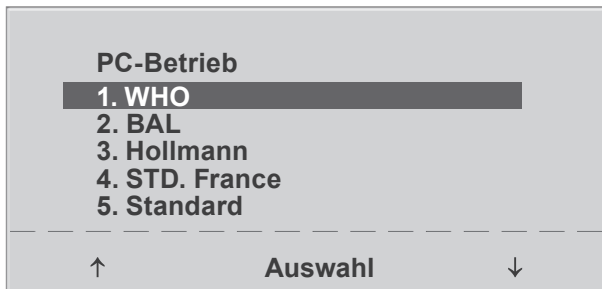 PC-Betrieb
1. WHO
2. BAL
3. Hollmann
4. STD. France
5. Standard
↑ Auswahl ↓